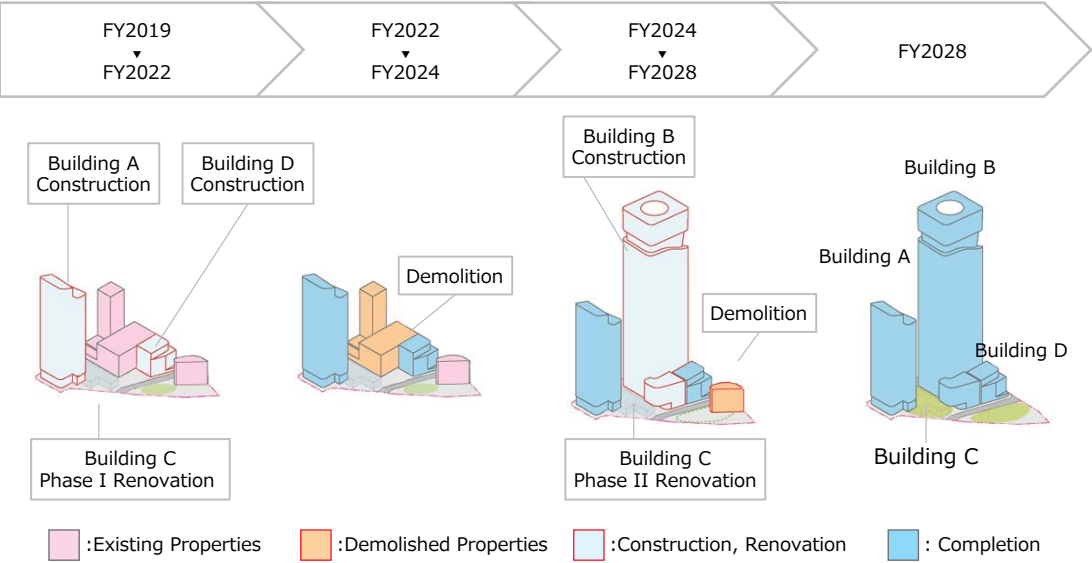 FY2019
▼
FY2022
FY2022
▼
FY2024
FY2024
▼
FY2028
FY2028
Building A
Construction
Building D
Construction
Building C
Phase I Renovation
Demolition
Building B
Construction
Demolition
Building C
Phase II Renovation
Building B
Building A
Building D
Building C
:Existing Properties
:Demolished Properties
:Construction, Renovation
: Completion